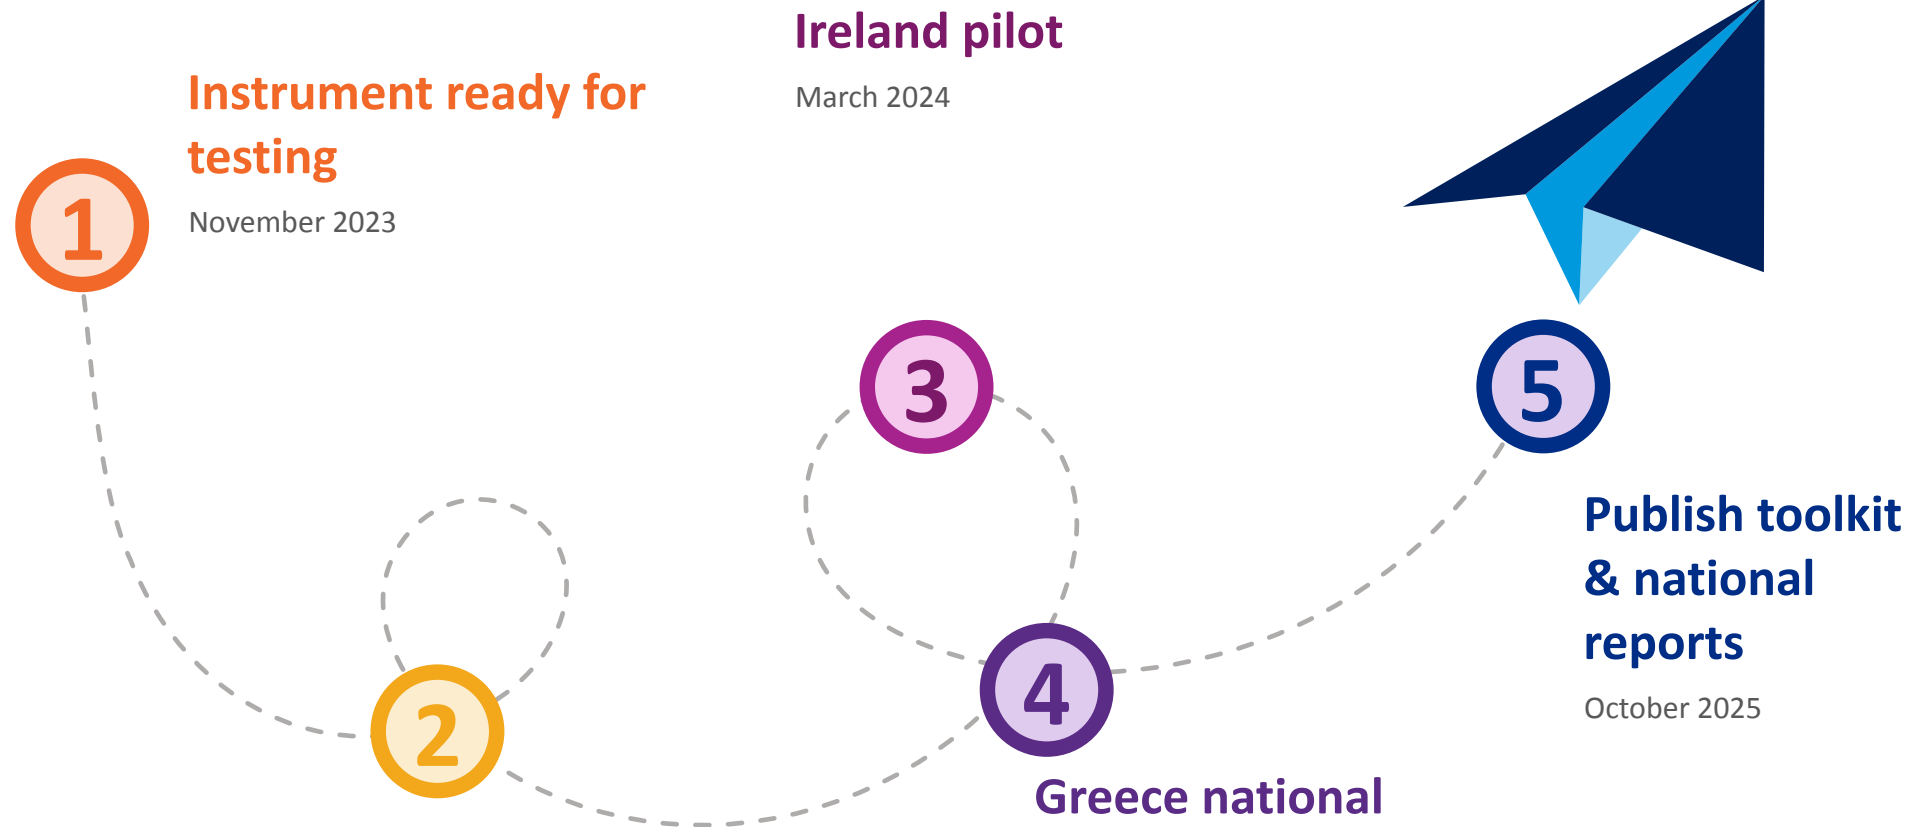 1
Instrument ready for
testing
November 2023
2
Ireland pilot
March 2024
3
4
Greece national
5
Publish toolkit
& national
reports
October 2025